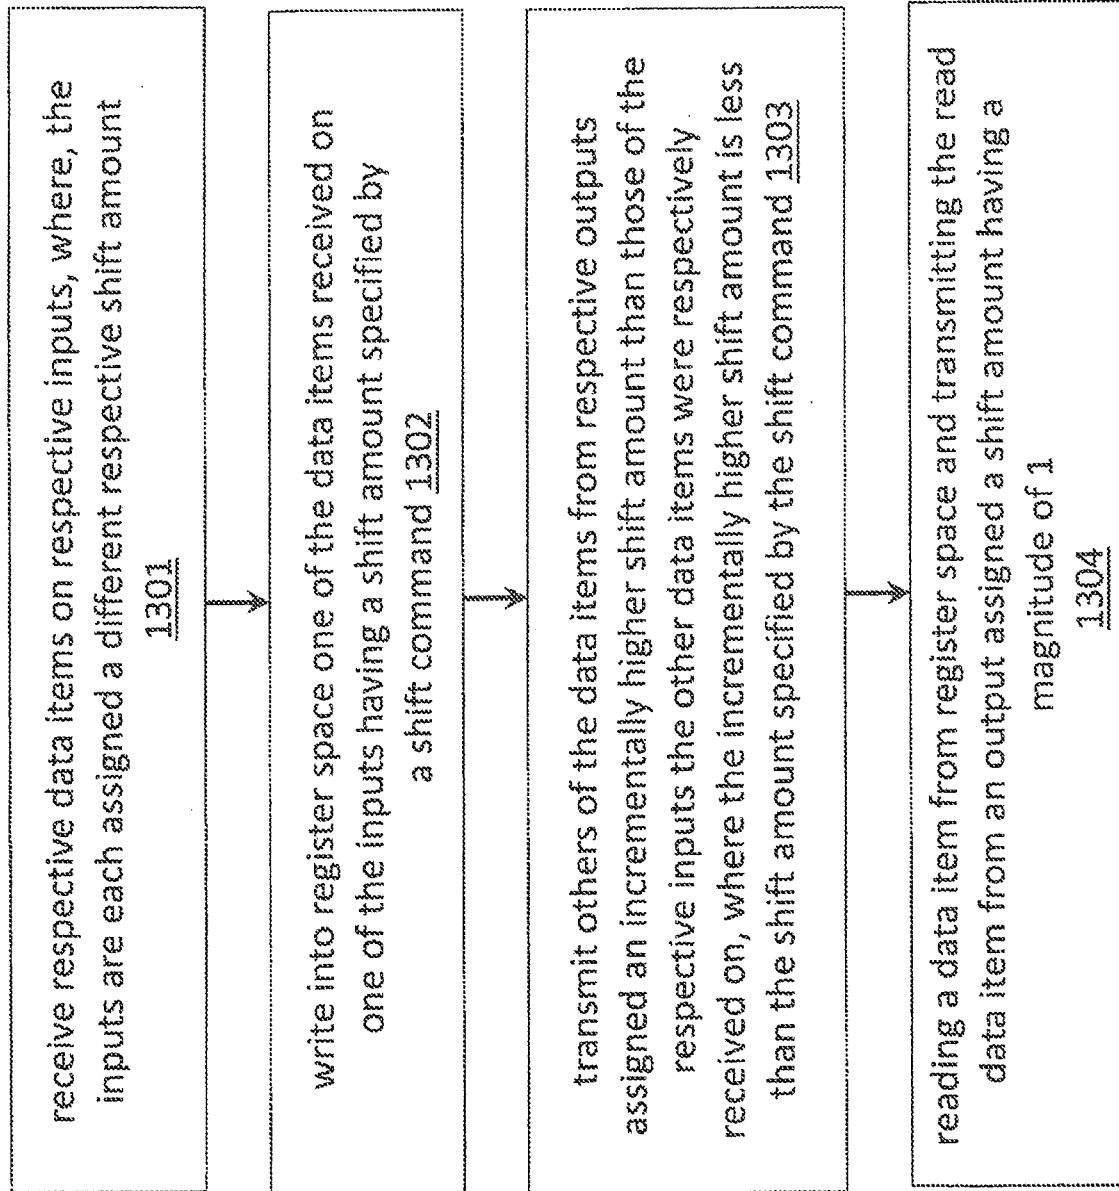 receive respective data items on respective inputs, where, the
inputs are each assigned a different respective shift amount
1301
write into register space one of the data items received on
one of the inputs having a shift amount specified by
a shift command 1302
transmit others of the data items from respective outputs
assigned an incrementally higher shift amount than those of the
respective inputs the other data items were respectively
received on, where the incrementally higher shift amount is less
than the shift amount specified by the shift command 1303
reading a data item from register space and transmitting the read
data item from an output assigned a shift amount having a
magnitude of 1
1304